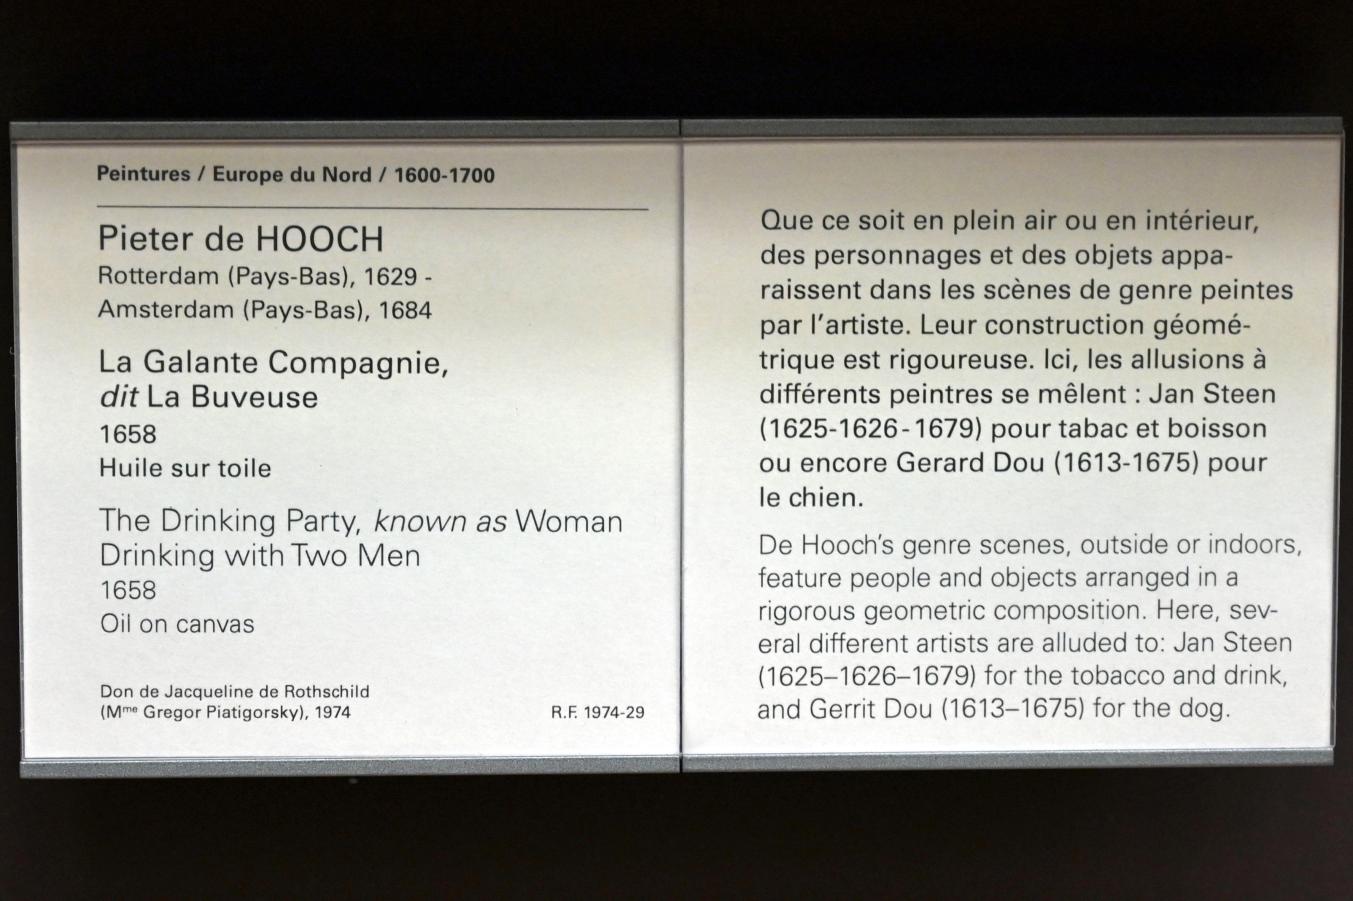 Peintures / Europe du Nord / 1600-1700
Pieter de HOOCH
Rotterdam (Pays-Bas), 1629 -
Amsterdam (Pays-Bas), 1684
La Galante Compagnie,
dit La Buveuse
1658
Huile sur toile
The Drinking Party, known as Woman
Drinking with Two Men
1658
Oil on canvas
Don de Jacqueline de Rothschild
(Mme Gregor Piatigorsky), 1974
R.F. 1974-29
Que ce soit en plein air ou en intérieur,
des personnages et des objets appa-
raissent dans les scènes de genre peintes
par l'artiste. Leur construction géomé-
trique est rigoureuse. Ici, les allusions à
différents peintres se mêlent : Jan Steen
(1625-1626-1679) pour tabac et boisson
ou encore Gerard Dou (1613-1675) pour
le chien.
De Hooch's genre scenes, outside or indoors,
feature people and objects arranged in a
rigorous geometric composition. Here, sev-
eral different artists are alluded to: Jan Steen
(1625–1626–1679) for the tobacco and drink,
and Gerrit Dou (1613–1675) for the dog.